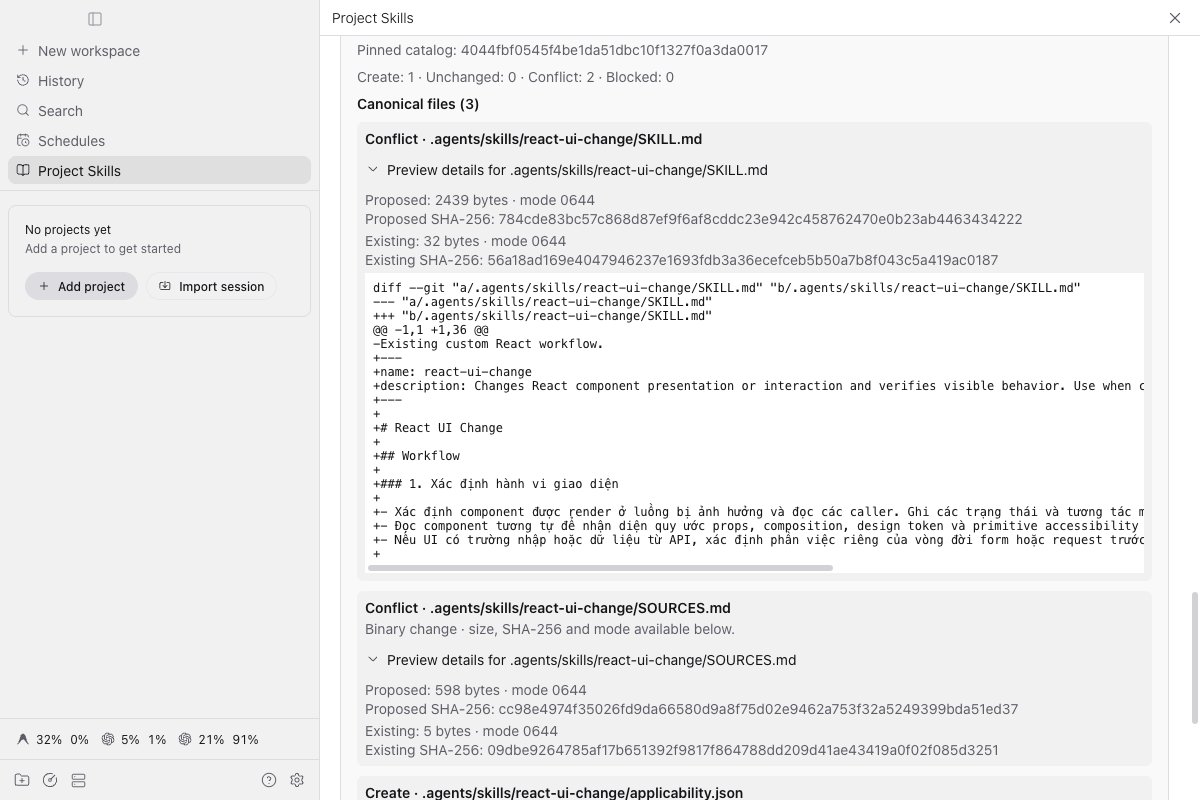 Project Skills
New workspace
History
Search
Schedules
Project Skills
No projects yet
Add a project to get started
Add project
Import session
32% 0% 5% 1% 21% 91%
Pinned catalog: 4044fbf0545f4be1da51dbc10f1327f0a3da0017
Create: 1 · Unchanged: 0 · Conflict: 2 · Blocked: 0
Canonical files (3)
Conflict · .agents/skills/react-ui-change/SKILL.md
Preview details for .agents/skills/react-ui-change/SKILL.md
Proposed: 2439 bytes · mode 0644
Proposed SHA-256: 784cde83bc57c868d87ef9f6af8cddc23e942c458762470e0b23ab4463434222
Existing: 32 bytes · mode 0644
Existing SHA-256: 56a18ad169e4047946237e1693fdb3a36ecefceb5b50a7b8f043c5a419ac0187
diff --git "a/.agents/skills/react-ui-change/SKILL.md" "b/.agents/skills/react-ui-change/SKILL.md"
--- "a/.agents/skills/react-ui-change/SKILL.md"
+++ "b/.agents/skills/react-ui-change/SKILL.md"
@@ -1,1 +1,36 @@
-Existing custom React workflow.
+---
+name: react-ui-change
+description: Changes React component presentation or interaction and verifies visible behavior. Use when
+---
+
+# React UI Change
+
+## Workflow
+
+### 1. Xác định hành vi giao diện
+
+- Xác định component được render ở luồng bị ảnh hưởng và đọc các caller. Ghi các trạng thái và tương tác
+- Đọc component tương tự để nhận diện quy ước props, composition, design token và primitive accessibility
+- Nếu UI có trường nhập hoặc dữ liệu từ API, xác định phần việc riêng của vòng đời form hoặc request trước
+
Conflict · .agents/skills/react-ui-change/SOURCES.md
Binary change · size, SHA-256 and mode available below.
Preview details for .agents/skills/react-ui-change/SOURCES.md
Proposed: 598 bytes · mode 0644
Proposed SHA-256: cc98e4974f35026fd9da66580d9a8f75d02e9462a753f32a5249399bda51ed37
Existing: 5 bytes · mode 0644
Existing SHA-256: 09dbe9264785af17b651392f9817f864788dd209d41ae43419a0f02f085d3251
Create · .agents/skills/react-ui-change/applicability.json